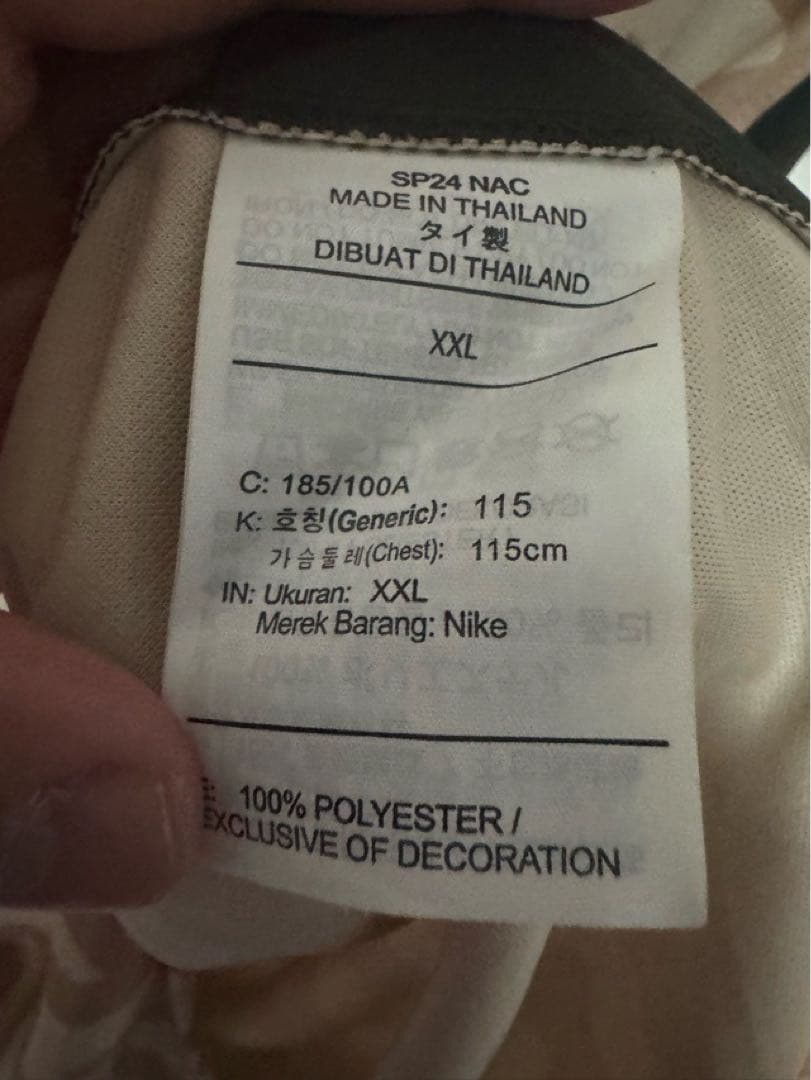 SP24 NAC
MADE IN THAILAND
タイ製
DIBUAT DI THAILAND
XXL
C: 185/100A
K: 호칭(Generic): 115
가슴둘레(Chest): 115cm
IN: Ukuran: XXL
Merek Barang: Nike
100% POLYESTER /
EXCLUSIVE OF DECORATION